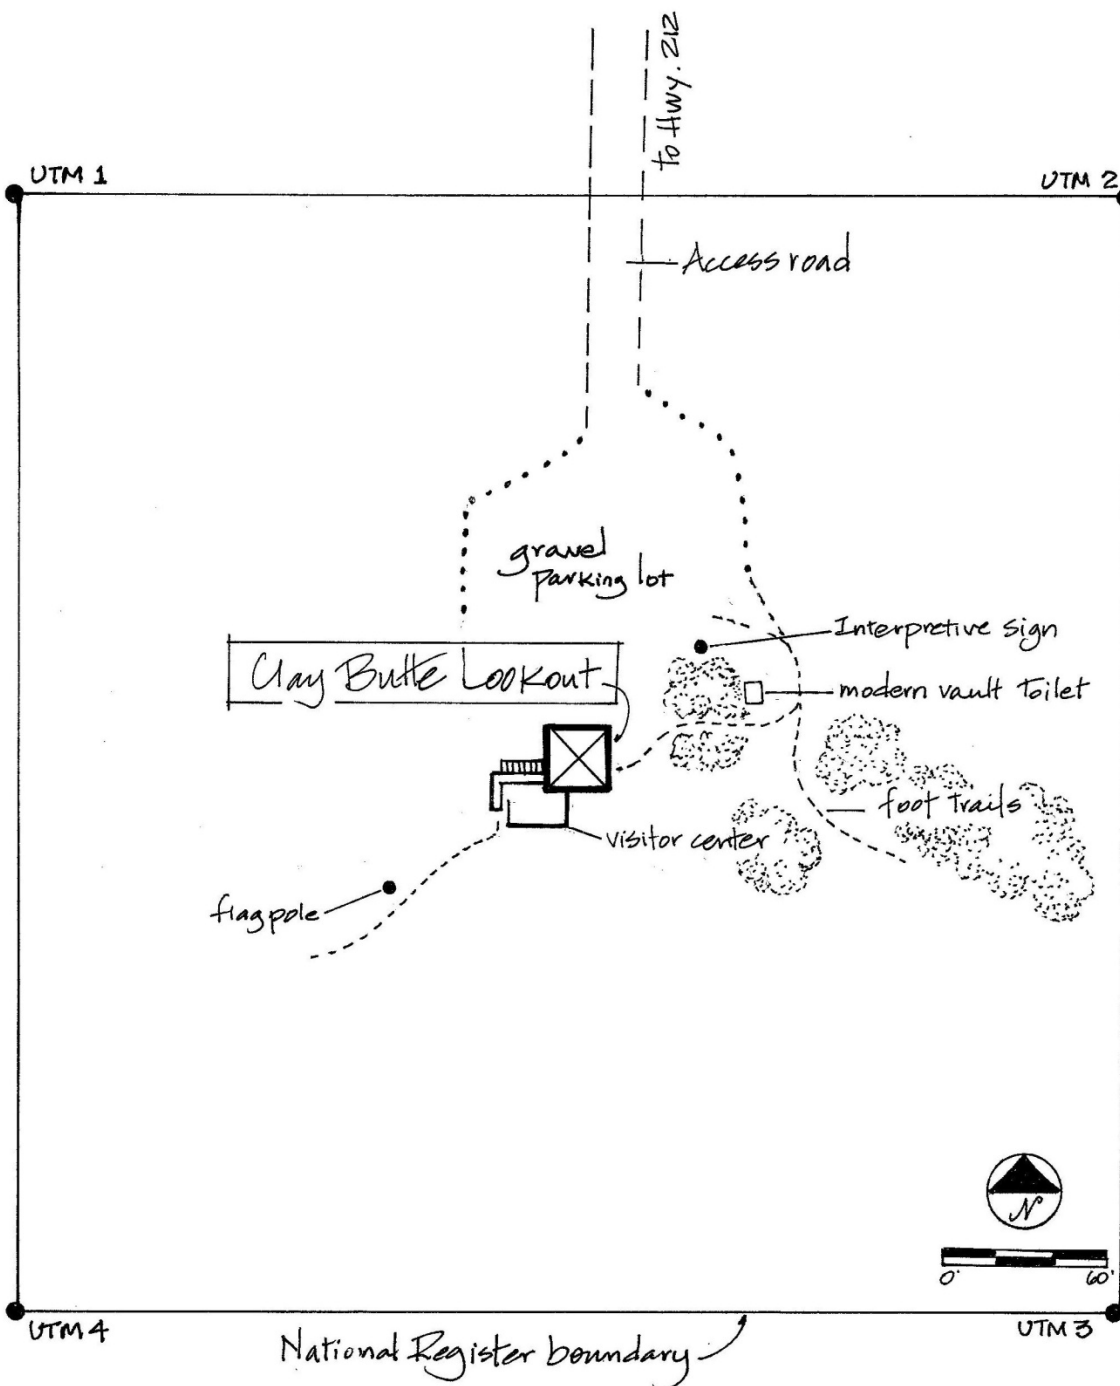 to Hwy. 212
UTM 1
UTM 2
Access road
gravel
parking lot
Interpretive sign
Clay Butte Lookout
modern vault toilet
foot trails
visitor center
flagpole
N
0'
60'
UTM 4
UTM 3
National Register boundary